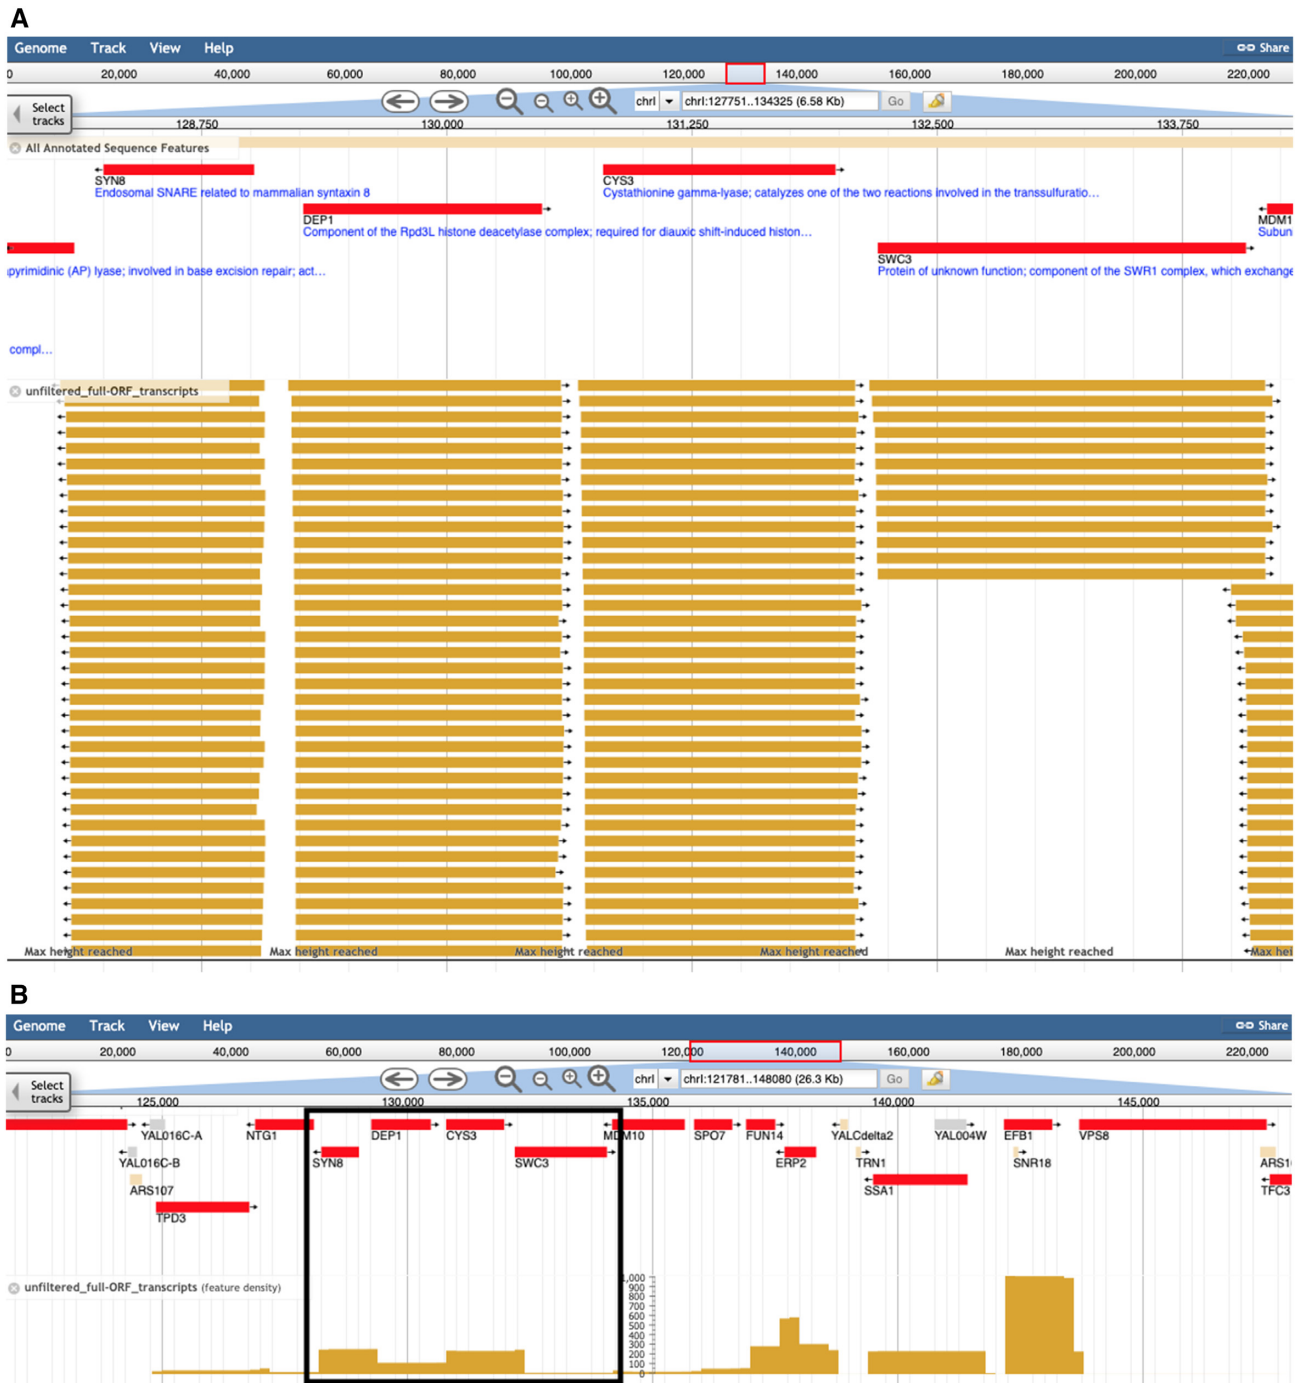 A
Genome Track View Help Share
0 20,000 40,000 60,000 80,000 100,000 120,000 140,000 160,000 180,000 200,000 220,000
Select tracks chrI chrI:127751..134325 (6.58 Kb) Go
128,750 130,000 131,250 132,500 133,750
All Annotated Sequence Features
SYN8 CYS3
Endosomal SNARE related to mammalian syntaxin 8 Cystathionine gamma-lyase; catalyzes one of the two reactions involved in the transsulfuratio...
DEP1 MDM1
Component of the Rpd3L histone deacetylase complex; required for diauxic shift-induced histon... Subun
SWC3
apyrimidinic (AP) lyase; involved in base excision repair; act... Protein of unknown function; component of the SWR1 complex, which exchange
compl...
unfiltered_full-ORF_transcripts
Max height reached Max height reached Max height reached Max height reached Max height reached Max hei
B
Genome Track View Help Share
0 20,000 40,000 60,000 80,000 100,000 120,000 140,000 160,000 180,000 200,000 220,000
Select tracks chrI chrI:121781..148080 (26.3 Kb) Go
125,000 130,000 135,000 140,000 145,000
YAL016C-A NTG1 DEP1 CYS3 MDM10 SPO7 FUN14 YALCdelta2 YAL004W EFB1 VPS8
YAL016C-B SYN8 SWC3 ERP2 TRN1 SNR18 ARS1
ARS107 SSA1 TFC3
TPD3
unfiltered_full-ORF_transcripts (feature density)
1,000
900
800
700
600
500
400
300
200
100
0